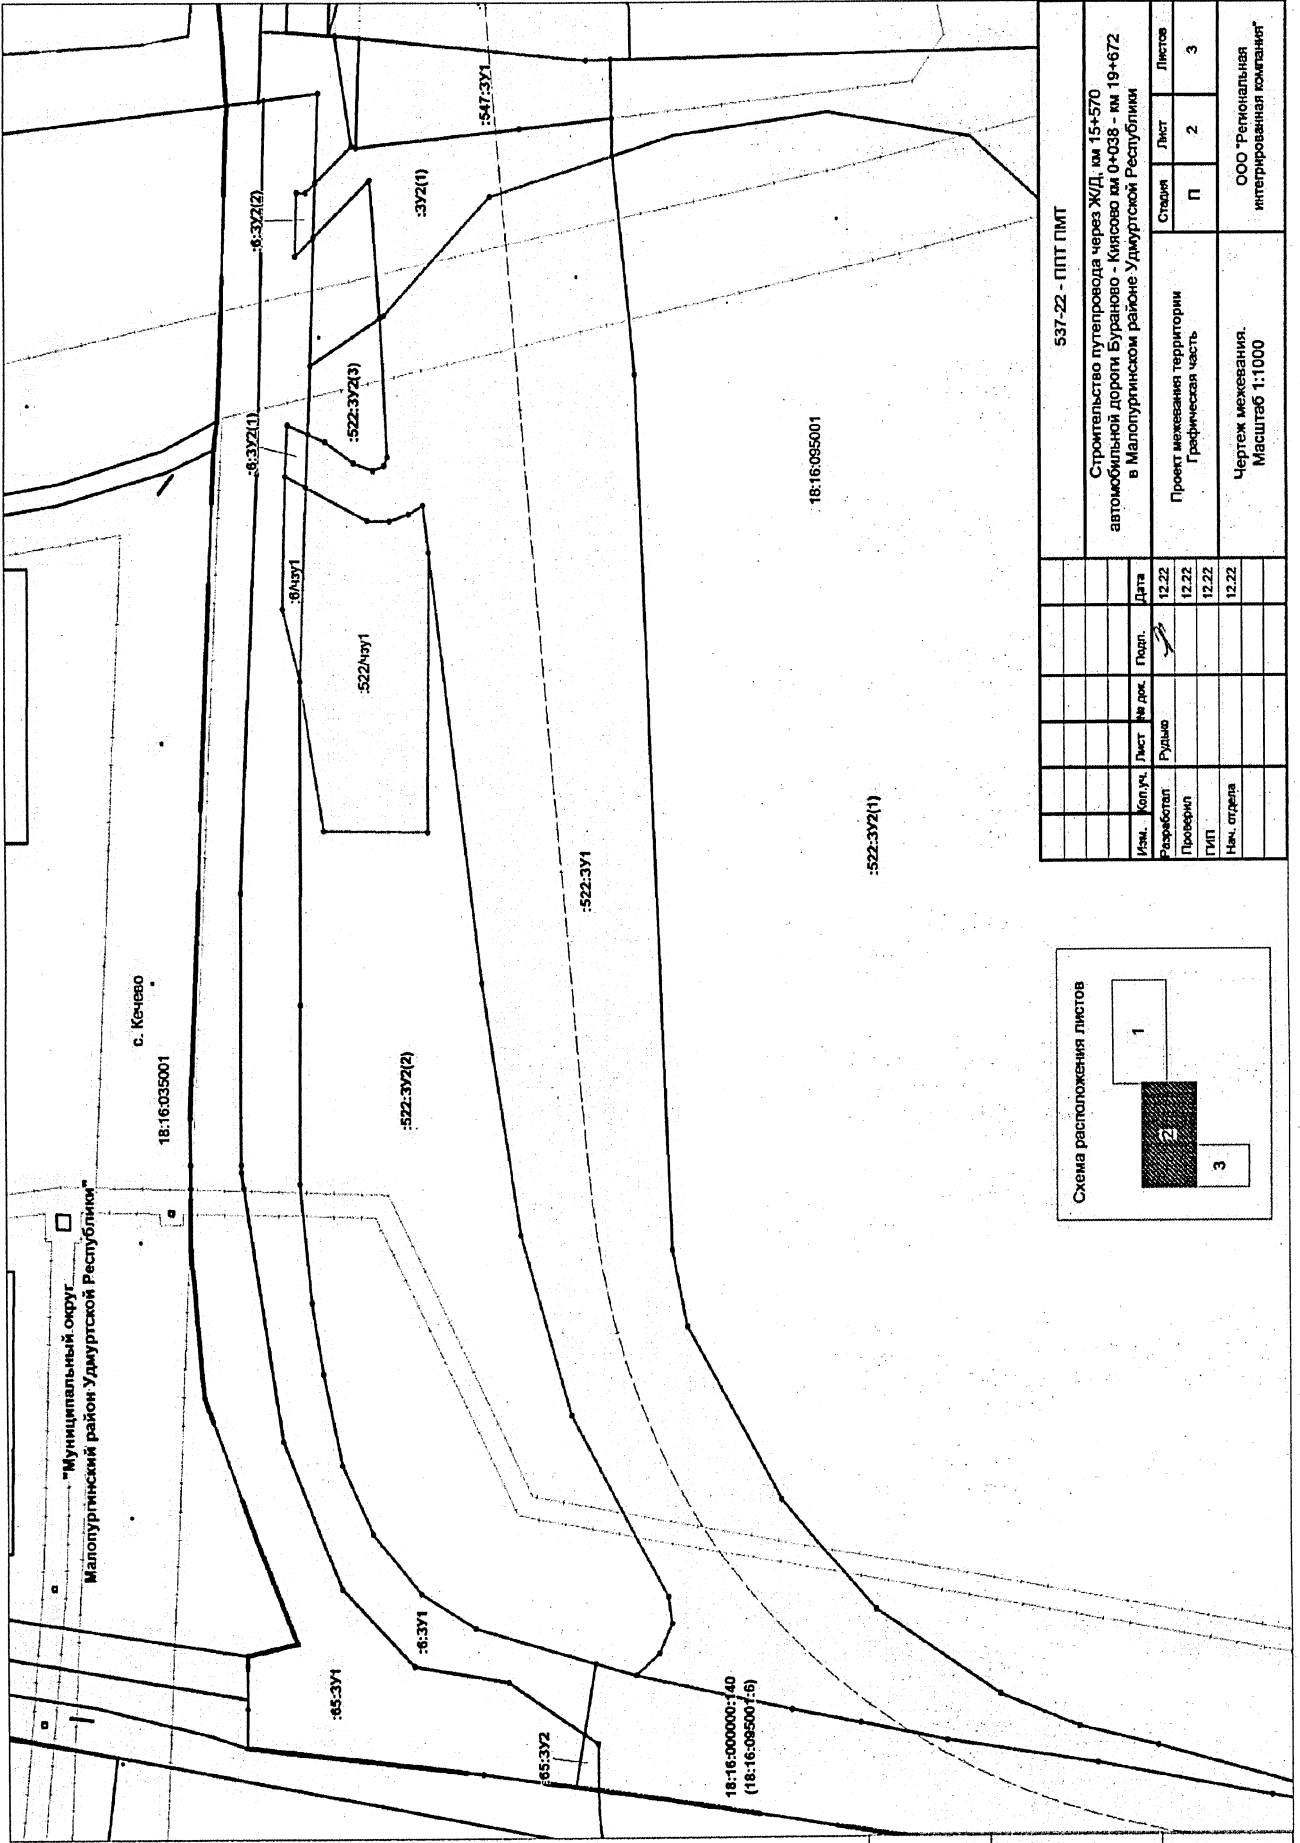 "Муниципальный округ
Малопургинский район Удмуртской Республики"
с. Кечево
18:16:035001
:65:ЗУ1
:6:ЗУ1
:65:ЗУ2
18:16:000000:140
(18:16:095001:6)
:522:ЗУ2(2)
:522:ЗУ1
:522:ЗУ2(1)
:522/чзу1
:6/чзу1
:6:ЗУ2(1)
:522:ЗУ2(3)
:6:ЗУ2(2)
:ЗУ2(1)
:547:ЗУ1
18:16:095001
Схема расположения листов
1
2
3
537-22 - ППТ ПМТ
Строительство путепровода через Ж/Д, км 15+570
автомобильной дороги Бураново - Киясово км 0+038 - км 19+672
в Малопургинском районе Удмуртской Республики
Изм. Кол.уч. Лист № док. Подп. Дата
Разработал Рудько 12.22
Проверил 12.22
ГИП 12.22
Нач. отдела 12.22
Проект межевания территории
Графическая часть
Стадия Лист Листов
П 2 3
Чертеж межевания.
Масштаб 1:1000
ООО "Региональная
интегрированная компания"